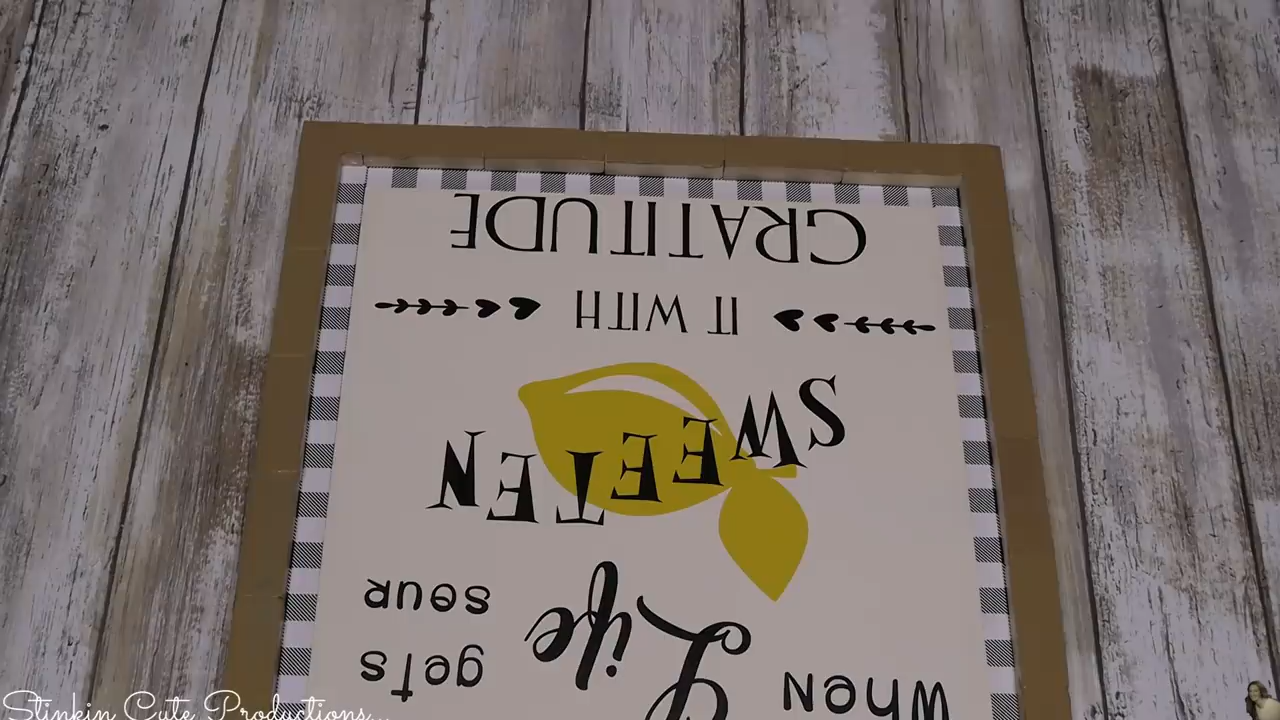 When
Life
gets
sour
SWEETEN
IT WITH
GRATITUDE
Stinkin Cute Productions...